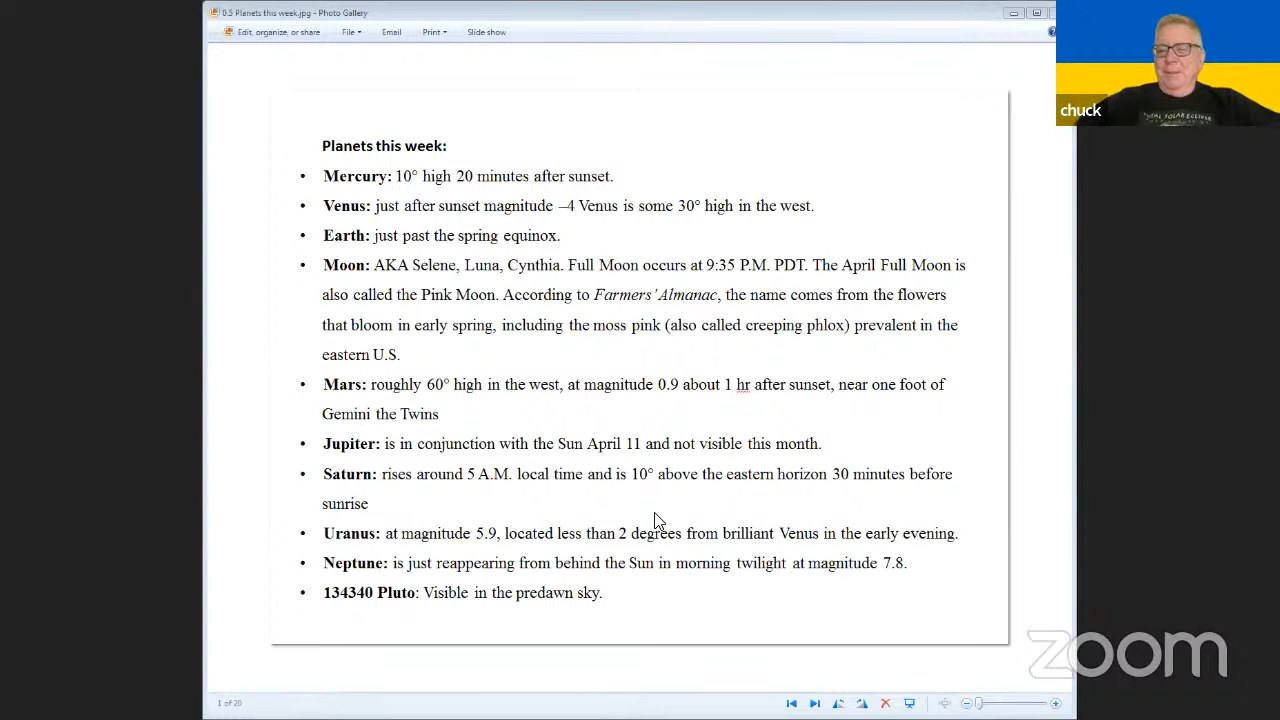 0.5 Planets this week.jpg - Photo Gallery
Edit, organize, or share File Email Print Slide show
chuck
Planets this week:
• Mercury: 10° high 20 minutes after sunset.
• Venus: just after sunset magnitude –4 Venus is some 30° high in the west.
• Earth: just past the spring equinox.
• Moon: AKA Selene, Luna, Cynthia. Full Moon occurs at 9:35 P.M. PDT. The April Full Moon is
also called the Pink Moon. According to Farmers' Almanac, the name comes from the flowers
that bloom in early spring, including the moss pink (also called creeping phlox) prevalent in the
eastern U.S.
• Mars: roughly 60° high in the west, at magnitude 0.9 about 1 hr after sunset, near one foot of
Gemini the Twins
• Jupiter: is in conjunction with the Sun April 11 and not visible this month.
• Saturn: rises around 5 A.M. local time and is 10° above the eastern horizon 30 minutes before
sunrise
• Uranus: at magnitude 5.9, located less than 2 degrees from brilliant Venus in the early evening.
• Neptune: is just reappearing from behind the Sun in morning twilight at magnitude 7.8.
• 134340 Pluto: Visible in the predawn sky.
zoom
1 of 20